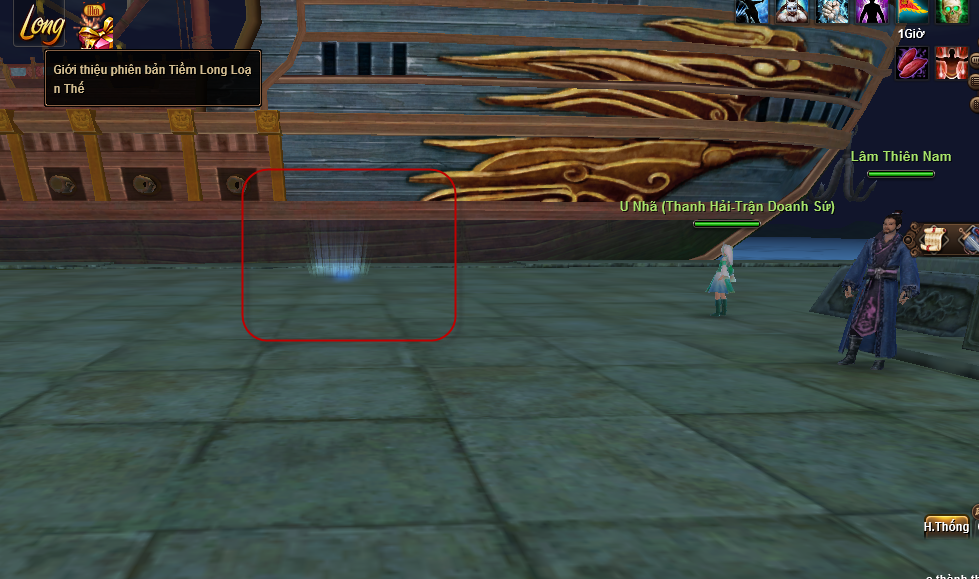 Long
1Giờ
Giới thiệu phiên bản Tiềm Long Loạ
n Thế
Lâm Thiên Nam
U Nhã (Thanh Hải-Trận Doanh Sứ)
H.Thống